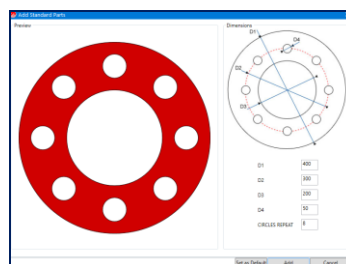 Add Standard Parts
Preview
Dimensions
D1
D4
D2
D3
D1 400
D2 300
D3 200
D4 50
CIRCLES REPEAT 8
Set as Default Add Cancel